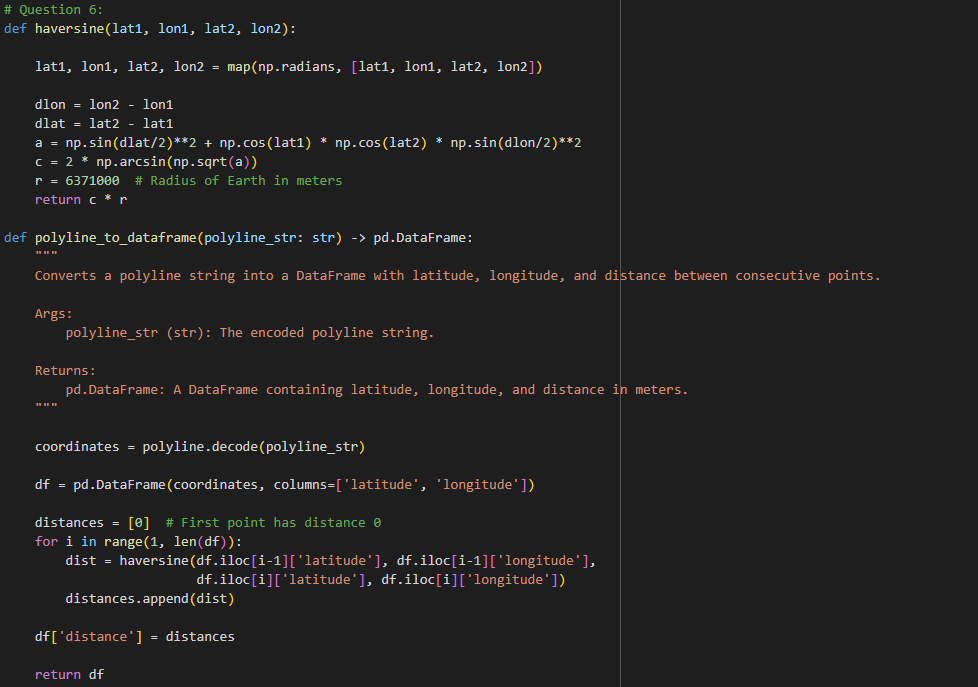 # Question 6:
def haversine(lat1, lon1, lat2, lon2):
    lat1, lon1, lat2, lon2 = map(np.radians, [lat1, lon1, lat2, lon2])
    dlon = lon2 - lon1
    dlat = lat2 - lat1
    a = np.sin(dlat/2)**2 + np.cos(lat1) * np.cos(lat2) * np.sin(dlon/2)**2
    c = 2 * np.arcsin(np.sqrt(a))
    r = 6371000  # Radius of Earth in meters
    return c * r
def polyline_to_dataframe(polyline_str: str) -> pd.DataFrame:
    """
    Converts a polyline string into a DataFrame with latitude, longitude, and distance between consecutive points.
    Args:
        polyline_str (str): The encoded polyline string.
    Returns:
        pd.DataFrame: A DataFrame containing latitude, longitude, and distance in meters.
    """
    coordinates = polyline.decode(polyline_str)
    df = pd.DataFrame(coordinates, columns=['latitude', 'longitude'])
    distances = [0]  # First point has distance 0
    for i in range(1, len(df)):
        dist = haversine(df.iloc[i-1]['latitude'], df.iloc[i-1]['longitude'],
                         df.iloc[i]['latitude'], df.iloc[i]['longitude'])
        distances.append(dist)
    df['distance'] = distances
    return df